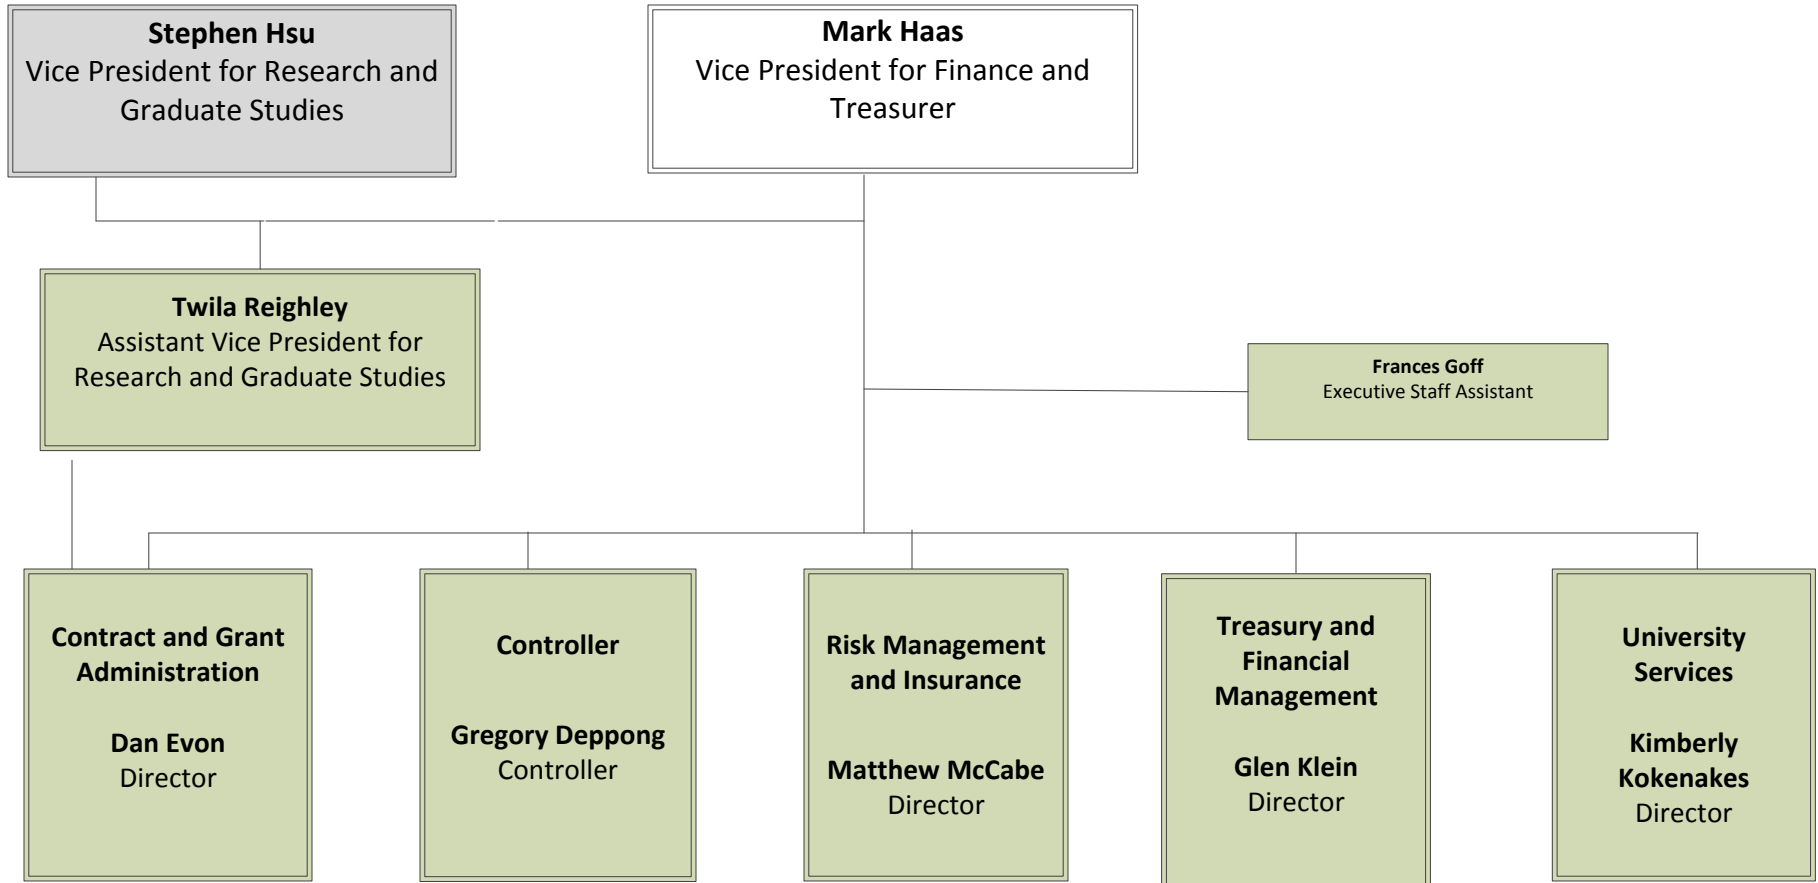 Stephen Hsu
Vice President for Research and
Graduate Studies
Mark Haas
Vice President for Finance and
Treasurer
Twila Reighley
Assistant Vice President for
Research and Graduate Studies
Frances Goff
Executive Staff Assistant
Contract and Grant
Administration
Dan Evon
Director
Controller
Gregory Deppong
Controller
Risk Management
and Insurance
Matthew McCabe
Director
Treasury and
Financial
Management
Glen Klein
Director
University
Services
Kimberly
Kokenakes
Director